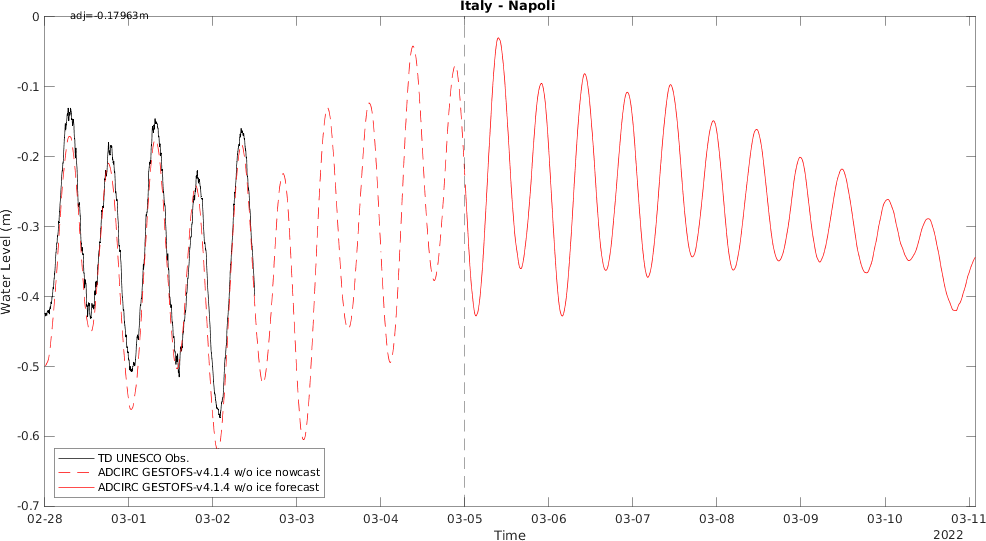 Italy - Napoli
adj=-0.17963m
0
-0.1
-0.2
-0.3
-0.4
-0.5
-0.6
-0.7
Water Level (m)
TD UNESCO Obs.
ADCIRC GESTOFS-v4.1.4 w/o ice nowcast
ADCIRC GESTOFS-v4.1.4 w/o ice forecast
02-28 03-01 03-02 03-03 03-04 03-05 03-06 03-07 03-08 03-09 03-10 03-11
Time
2022